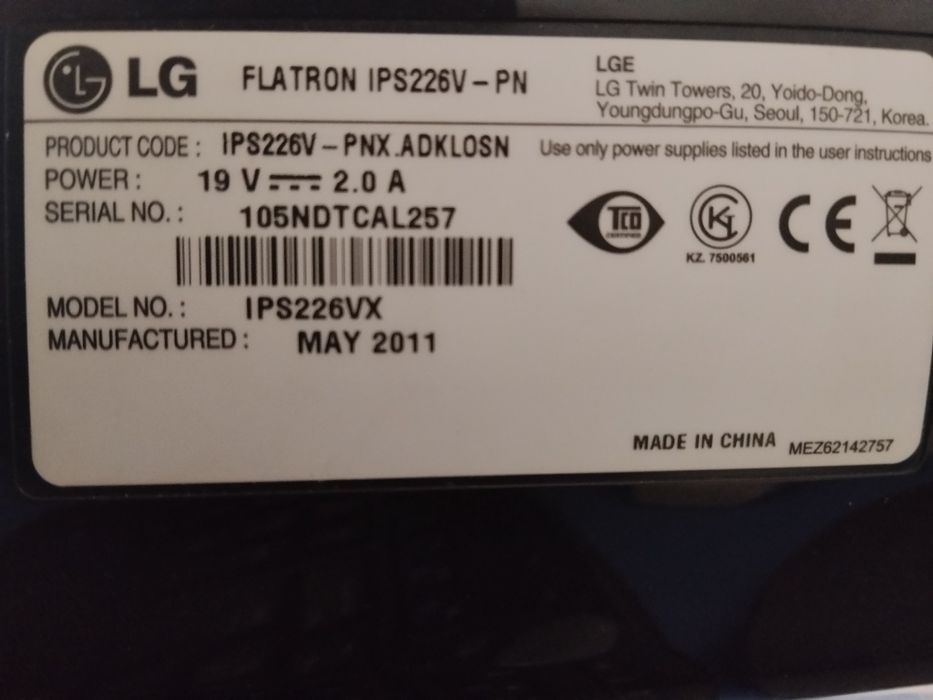 LG FLATRON IPS226V-PN
LGE
LG Twin Towers, 20, Yoido-Dong,
Youngdungpo-Gu, Seoul, 150-721, Korea.
PRODUCT CODE : IPS226V-PNX.ADKLOSN
Use only power supplies listed in the user instructions
POWER : 19 V 2.0 A
SERIAL NO. : 105NDTCAL257
TCO
CERTIFIED
KZ. 7500561
CE
MODEL NO. : IPS226VX
MANUFACTURED : MAY 2011
MADE IN CHINA MEZ62142757